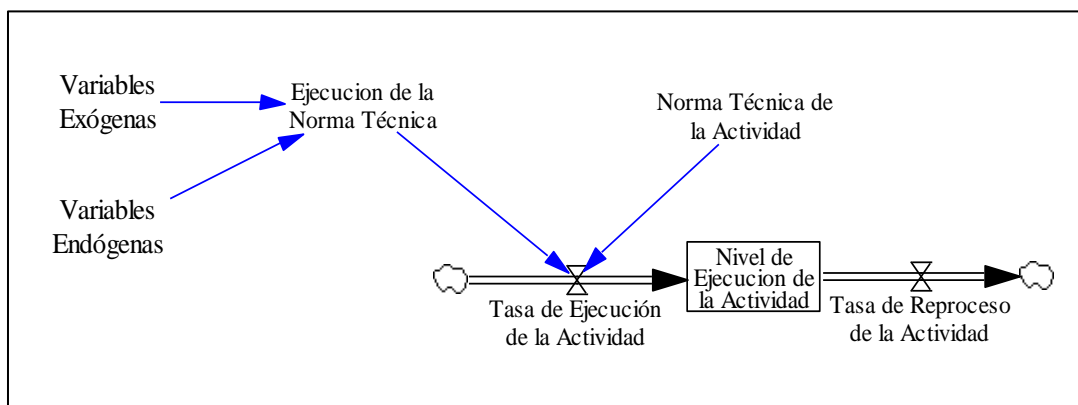 Variables
Exógenas
Ejecucion de la
Norma Técnica
Norma Técnica de
la Actividad
Variables
Endógenas
Nivel de
Ejecucion de
la Actividad
Tasa de Ejecución
de la Actividad
Tasa de Reproceso
de la Actividad